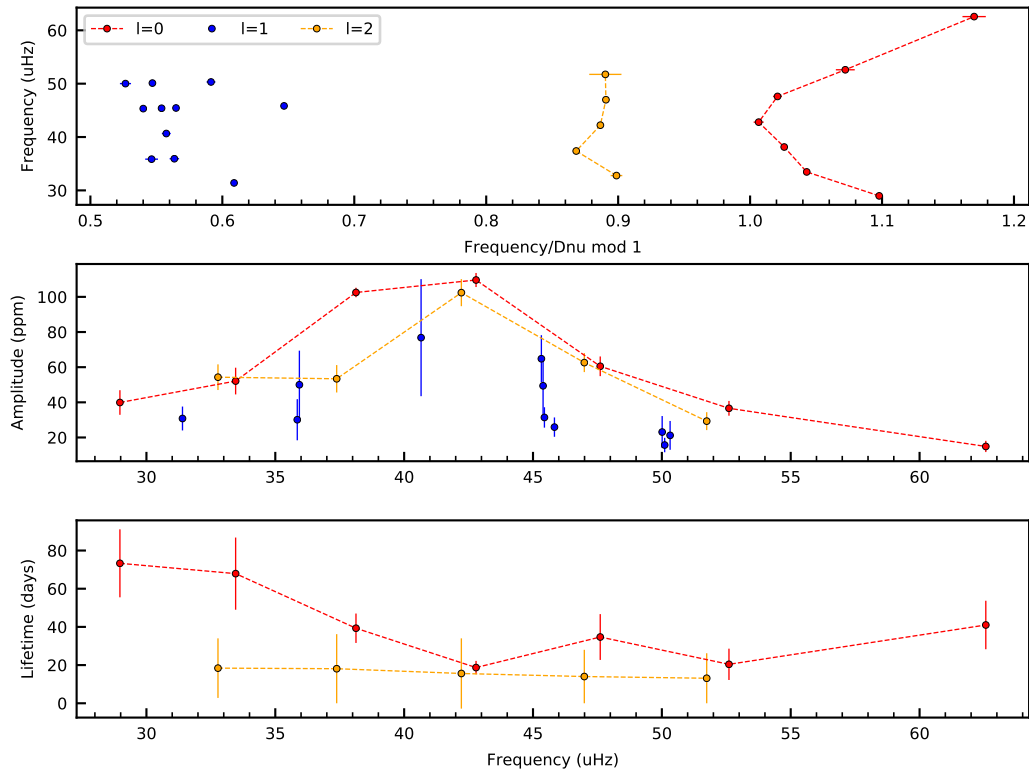 l=0 l=1 l=2
Frequency (uHz)
60
50
40
30
0.5 0.6 0.7 0.8 0.9 1.0 1.1 1.2
Frequency/Dnu mod 1
Amplitude (ppm)
100
80
60
40
20
30 35 40 45 50 55 60
Lifetime (days)
80
60
40
20
0
30 35 40 45 50 55 60
Frequency (uHz)